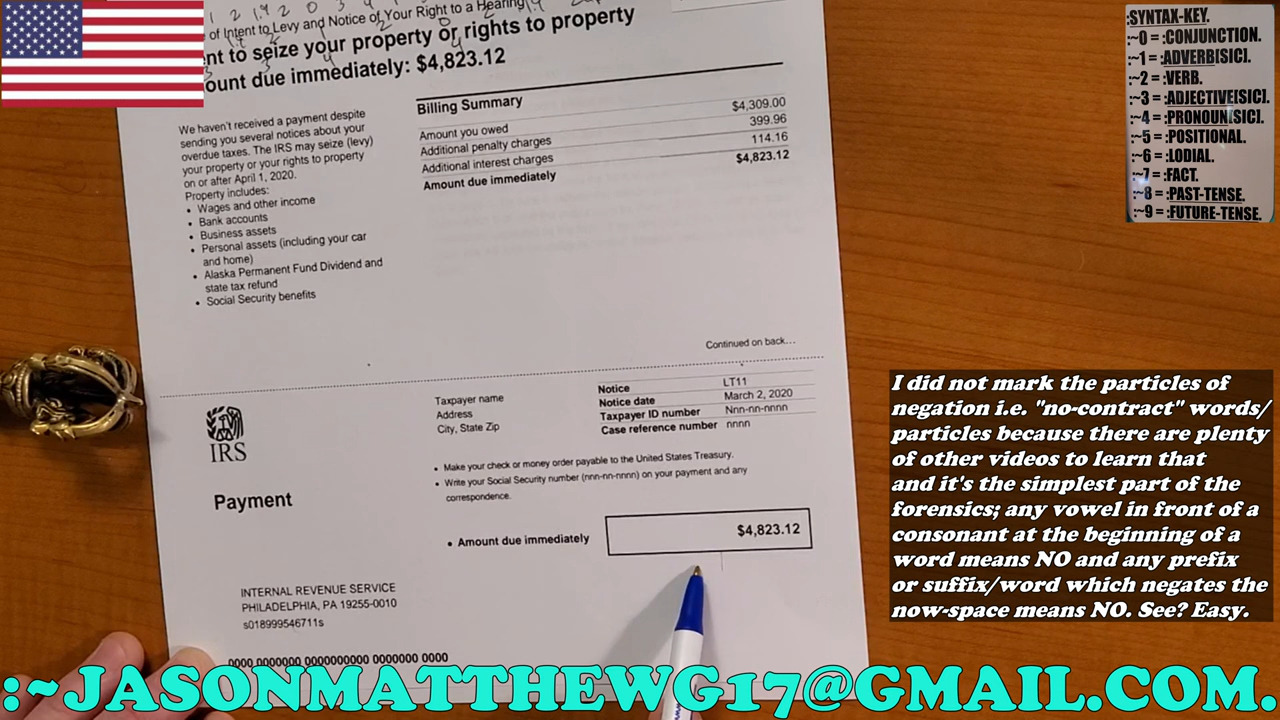 of Intent to Levy and Notice of Your Right to a Hearing
nt to seize your property or rights to property
ount due immediately: $4,823.12
We haven't received a payment despite
sending you several notices about your
overdue taxes. The IRS may seize (levy)
your property or your rights to property
on or after April 1, 2020.
Property includes:
• Wages and other income
• Bank accounts
• Business assets
• Personal assets (including your car
and home)
• Alaska Permanent Fund Dividend and
state tax refund
• Social Security benefits
Billing Summary
Amount you owed $4,309.00
Additional penalty charges 399.96
Additional interest charges 114.16
Amount due immediately $4,823.12
Continued on back...
IRS
Payment
Taxpayer name
Address
City, State Zip
Notice LT11
Notice date March 2, 2020
Taxpayer ID number Nnn-nn-nnnn
Case reference number nnnn
• Make your check or money order payable to the United States Treasury.
• Write your Social Security number (nnn-nn-nnnn) on your payment and any
correspondence.
• Amount due immediately $4,823.12
INTERNAL REVENUE SERVICE
PHILADELPHIA, PA 19255-0010
s018999546711s
0000 0000000 0000000000 0000000 0000
:SYNTAX-KEY.
:~0 = :CONJUNCTION.
:~1 = :ADVERB[SIC].
:~2 = :VERB.
:~3 = :ADJECTIVE[SIC].
:~4 = :PRONOUN[SIC].
:~5 = :POSITIONAL.
:~6 = :LODIAL.
:~7 = :FACT.
:~8 = :PAST-TENSE.
:~9 = :FUTURE-TENSE.
I did not mark the particles of
negation i.e. "no-contract" words/
particles because there are plenty
of other videos to learn that
and it's the simplest part of the
forensics; any vowel in front of a
consonant at the beginning of a
word means NO and any prefix
or suffix/word which negates the
now-space means NO. See? Easy.
:~JASONMATTHEWG17@GMAIL.COM.